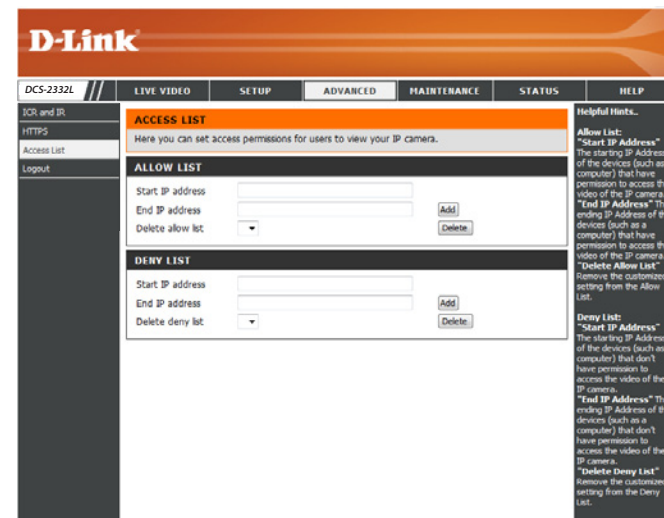 D-Link
DCS-2332L
LIVE VIDEO
SETUP
ADVANCED
MAINTENANCE
STATUS
HELP
ICR and IR
HTTPS
Access List
Logout
ACCESS LIST
Here you can set access permissions for users to view your IP camera.
ALLOW LIST
Start IP address
End IP address
Add
Delete allow list
Delete
DENY LIST
Start IP address
End IP address
Add
Delete deny list
Delete
Helpful Hints..
Allow List:
"Start IP Address"
The starting IP Address
of the devices (such as
computer) that have
permission to access th
video of the IP camera.
"End IP Address" Th
ending IP Address of th
devices (such as a
computer) that have
permission to access th
video of the IP camera.
"Delete Allow List"
Remove the customized
setting from the Allow
List.
Deny List:
"Start IP Address"
The starting IP Address
of the devices (such as
computer) that don't
have permission to
access the video of the
IP camera.
"End IP Address" Th
ending IP Address of th
devices (such as a
computer) that don't
have permission to
access the video of the
IP camera.
"Delete Deny List"
Remove the customized
setting from the Deny
List.